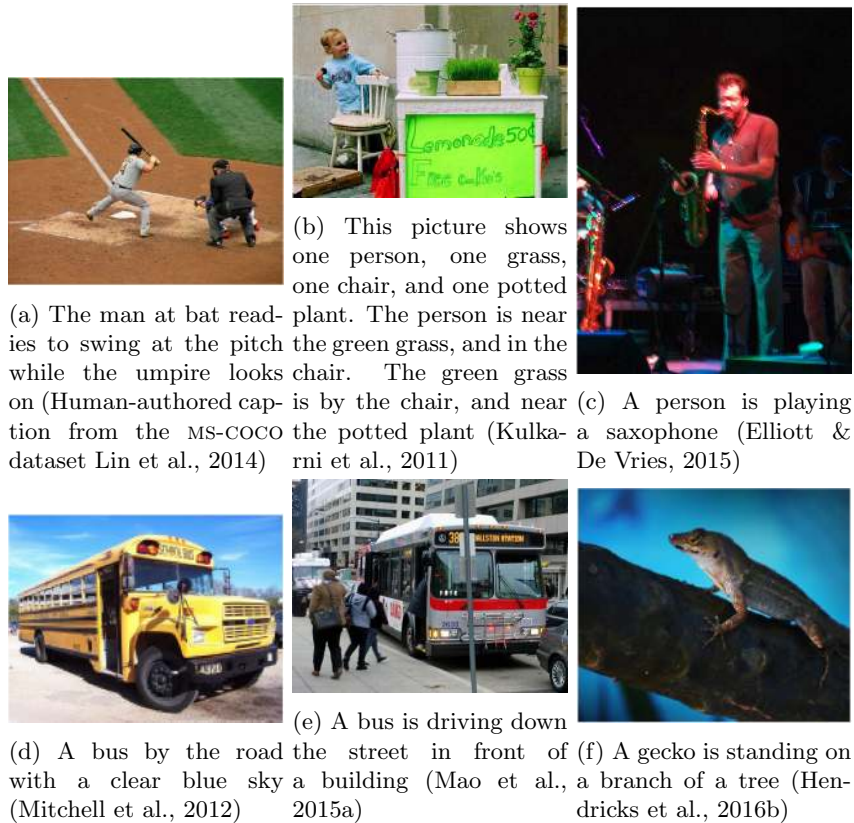 Lemonade 50¢
Free
(a) The man at bat read-
ies to swing at the pitch
while the umpire looks
on (Human-authored cap-
tion from the MS-COCO
dataset Lin et al., 2014)
(b) This picture shows
one person, one grass,
one chair, and one potted
plant. The person is near
the green grass, and in the
chair. The green grass
is by the chair, and near
the potted plant (Kulka-
rni et al., 2011)
(c) A person is playing
a saxophone (Elliott &
De Vries, 2015)
SCHOOL BUS
(d) A bus by the road
with a clear blue sky
(Mitchell et al., 2012)
38
BALLSTON STATION
(e) A bus is driving down
the street in front of
a building (Mao et al.,
2015a)
(f) A gecko is standing on
a branch of a tree (Hen-
dricks et al., 2016b)